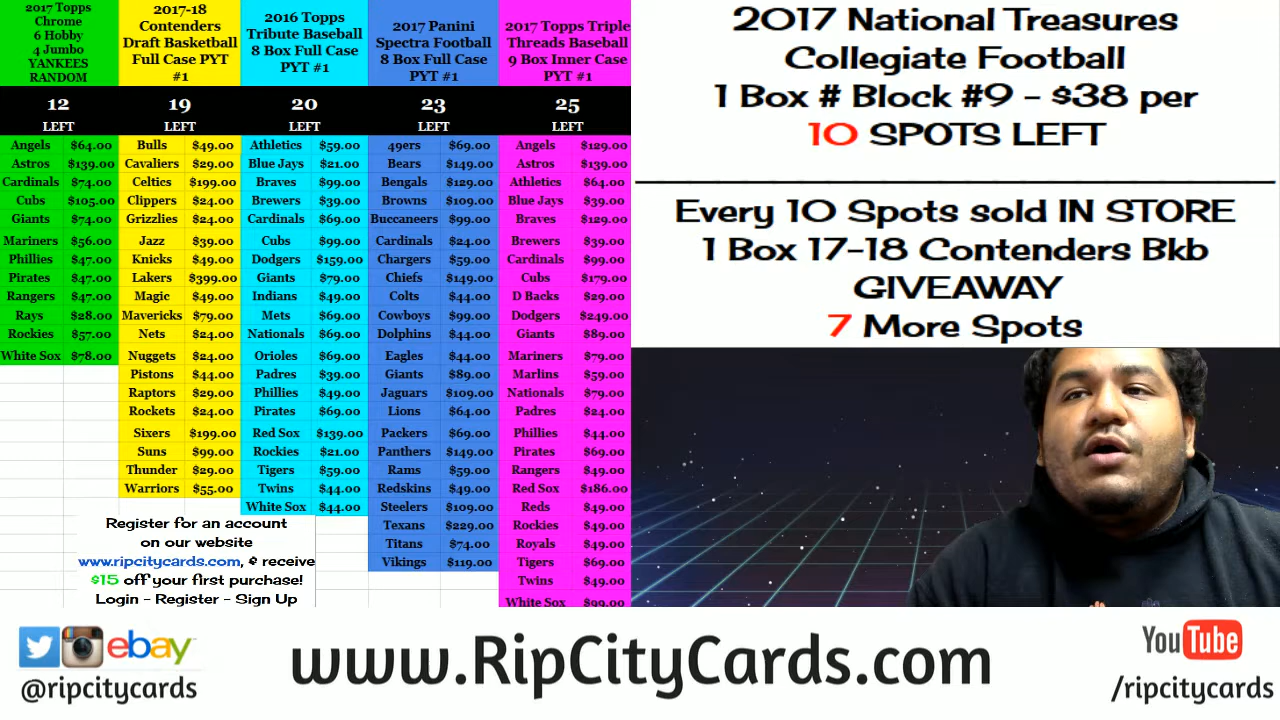 2017 Topps
Chrome
6 Hobby
4 Jumbo
YANKEES
RANDOM
12
LEFT
Angels $64.00
Astros $139.00
Cardinals $74.00
Cubs $105.00
Giants $74.00
Mariners $56.00
Phillies $47.00
Pirates $47.00
Rangers $47.00
Rays $28.00
Rockies $57.00
White Sox $78.00
2017-18
Contenders
Draft Basketball
Full Case PYT
#1
19
LEFT
Bulls $49.00
Cavaliers $29.00
Celtics $199.00
Clippers $24.00
Grizzlies $24.00
Jazz $39.00
Knicks $49.00
Lakers $399.00
Magic $49.00
Mavericks $79.00
Nets $24.00
Nuggets $24.00
Pistons $44.00
Raptors $29.00
Rockets $24.00
Sixers $199.00
Suns $99.00
Thunder $29.00
Warriors $55.00
2016 Topps
Tribute Baseball
8 Box Full Case
PYT #1
20
LEFT
Athletics $59.00
Blue Jays $21.00
Braves $99.00
Brewers $39.00
Cardinals $69.00
Cubs $99.00
Dodgers $159.00
Giants $79.00
Indians $49.00
Mets $69.00
Nationals $69.00
Orioles $69.00
Padres $39.00
Phillies $49.00
Pirates $69.00
Red Sox $139.00
Rockies $21.00
Tigers $59.00
Twins $44.00
White Sox $44.00
2017 Panini
Spectra Football
8 Box Full Case
PYT #1
23
LEFT
49ers $69.00
Bears $149.00
Bengals $129.00
Browns $109.00
Buccaneers $99.00
Cardinals $24.00
Chargers $59.00
Chiefs $149.00
Colts $44.00
Cowboys $99.00
Dolphins $44.00
Eagles $44.00
Giants $89.00
Jaguars $109.00
Lions $64.00
Packers $69.00
Panthers $149.00
Rams $59.00
Redskins $49.00
Steelers $109.00
Texans $229.00
Titans $74.00
Vikings $119.00
2017 Topps Triple
Threads Baseball
9 Box Inner Case
PYT #1
25
LEFT
Angels $129.00
Astros $139.00
Athletics $64.00
Blue Jays $39.00
Braves $129.00
Brewers $39.00
Cardinals $99.00
Cubs $179.00
D Backs $29.00
Dodgers $249.00
Giants $89.00
Mariners $79.00
Marlins $59.00
Nationals $79.00
Padres $24.00
Phillies $44.00
Pirates $69.00
Rangers $49.00
Red Sox $186.00
Reds $49.00
Rockies $49.00
Royals $49.00
Tigers $69.00
Twins $49.00
White Sox $99.00
Register for an account
on our website
www.ripcitycards.com, & receive
$15 off your first purchase!
Login - Register - Sign Up
2017 National Treasures
Collegiate Football
1 Box # Block #9 - $38 per
10 SPOTS LEFT
Every 10 Spots sold IN STORE
1 Box 17-18 Contenders Bkb
GIVEAWAY
7 More Spots
ebay
@ripcitycards
www.RipCityCards.com
YouTube
/ripcitycards